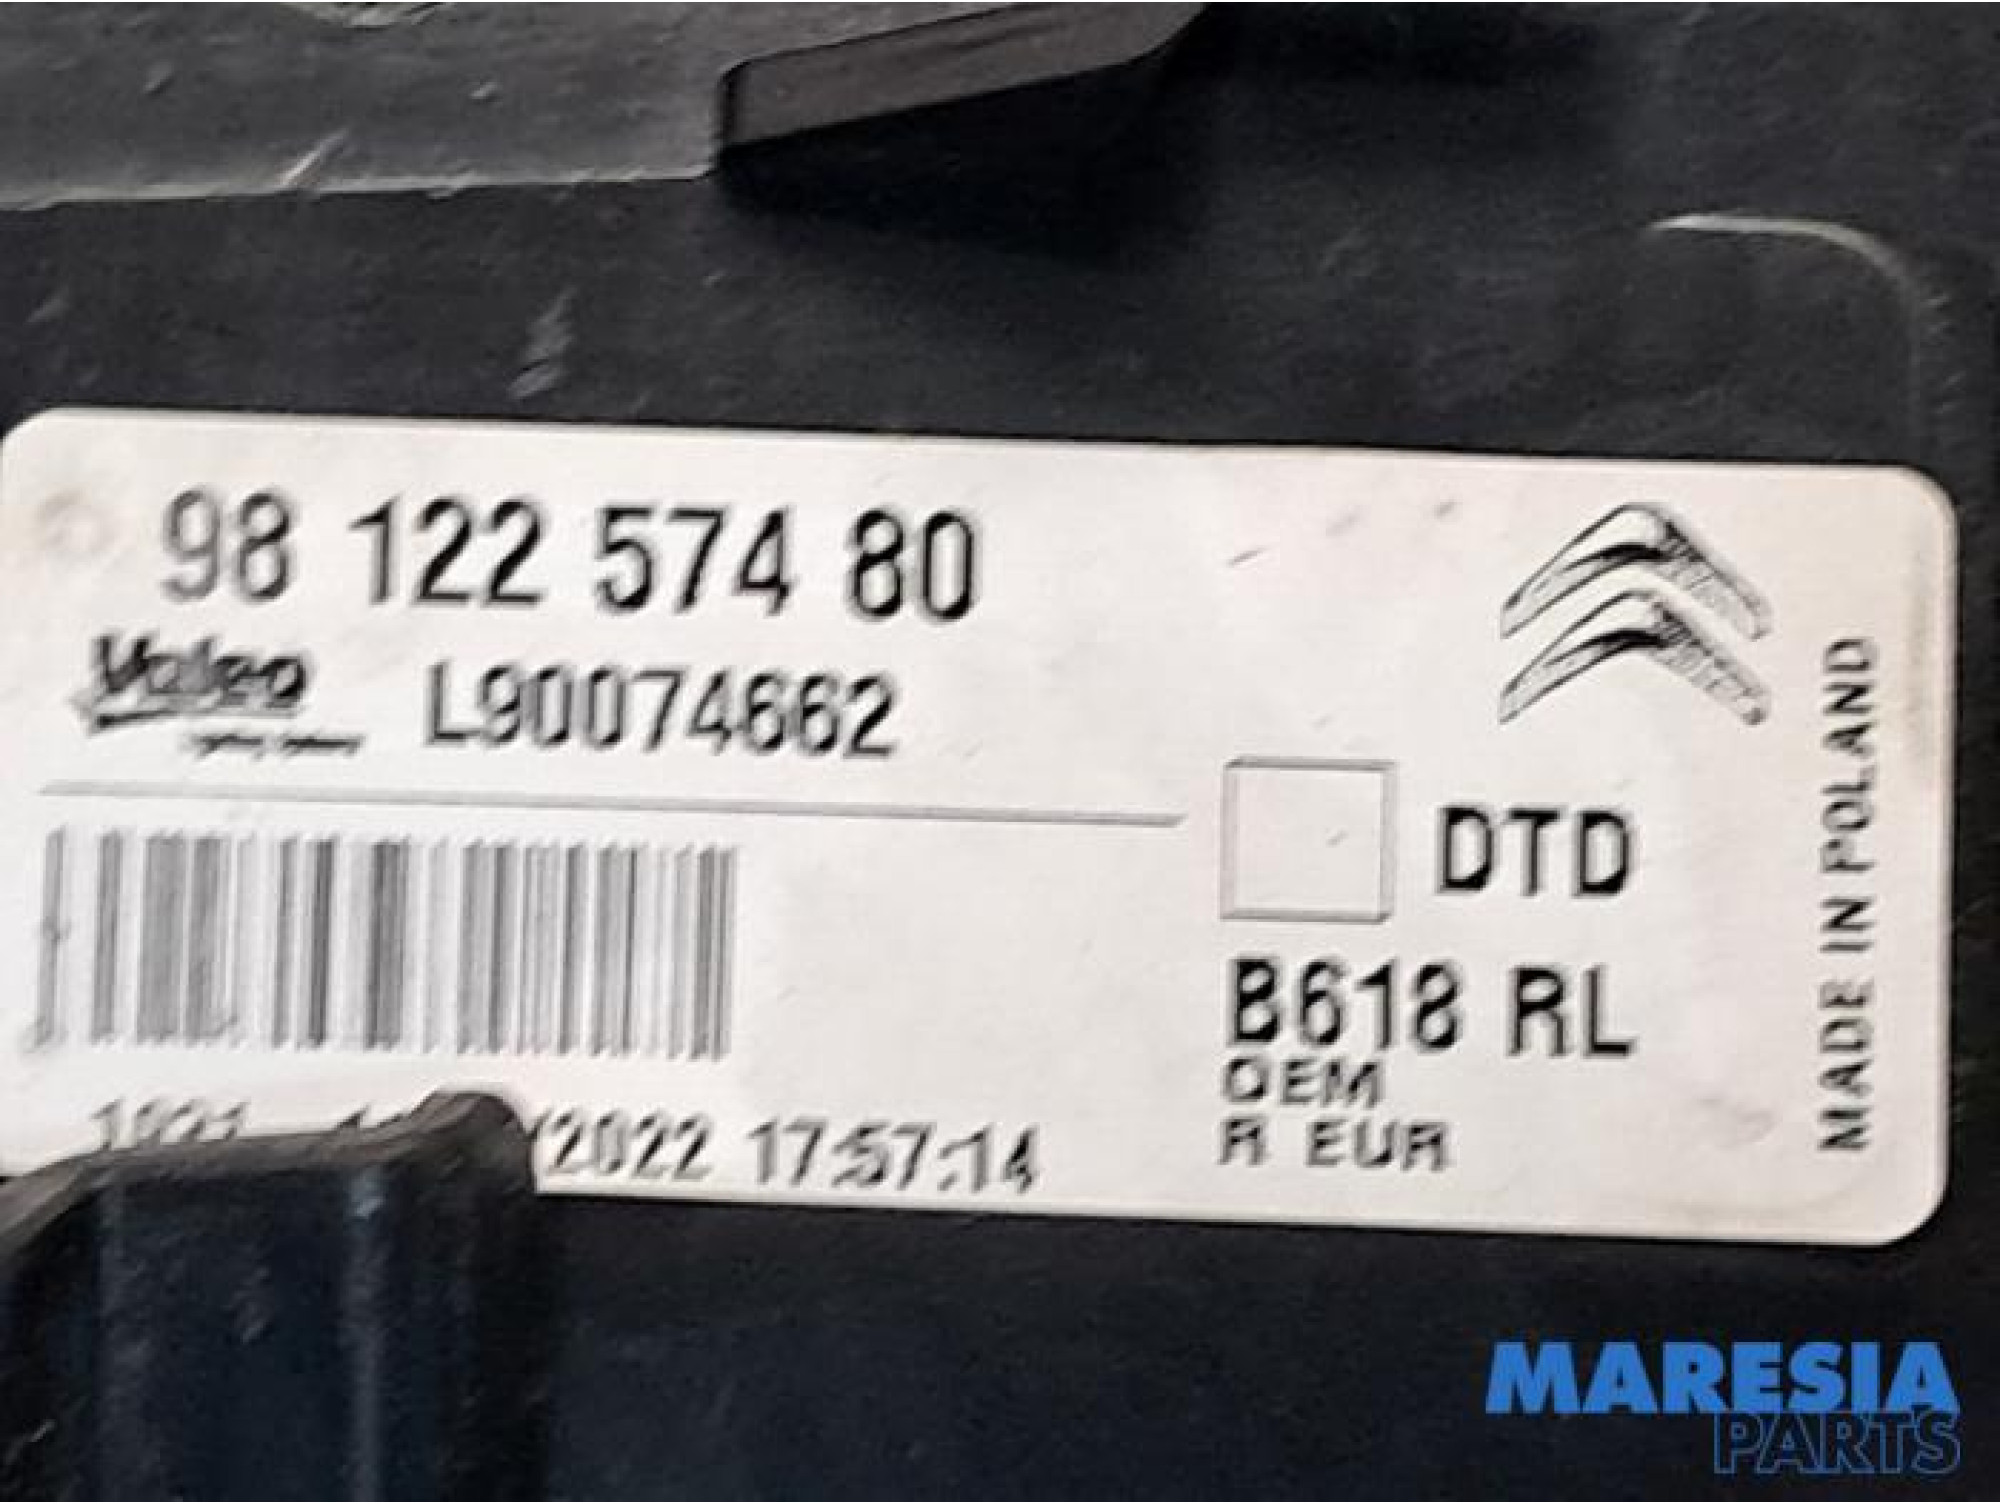 98 122 574 80
Valeo L90074662
DTD
B618 RL
OEM
R EUR
/2022 17:57:14
MADE IN POLAND
MARESIA
PARTS